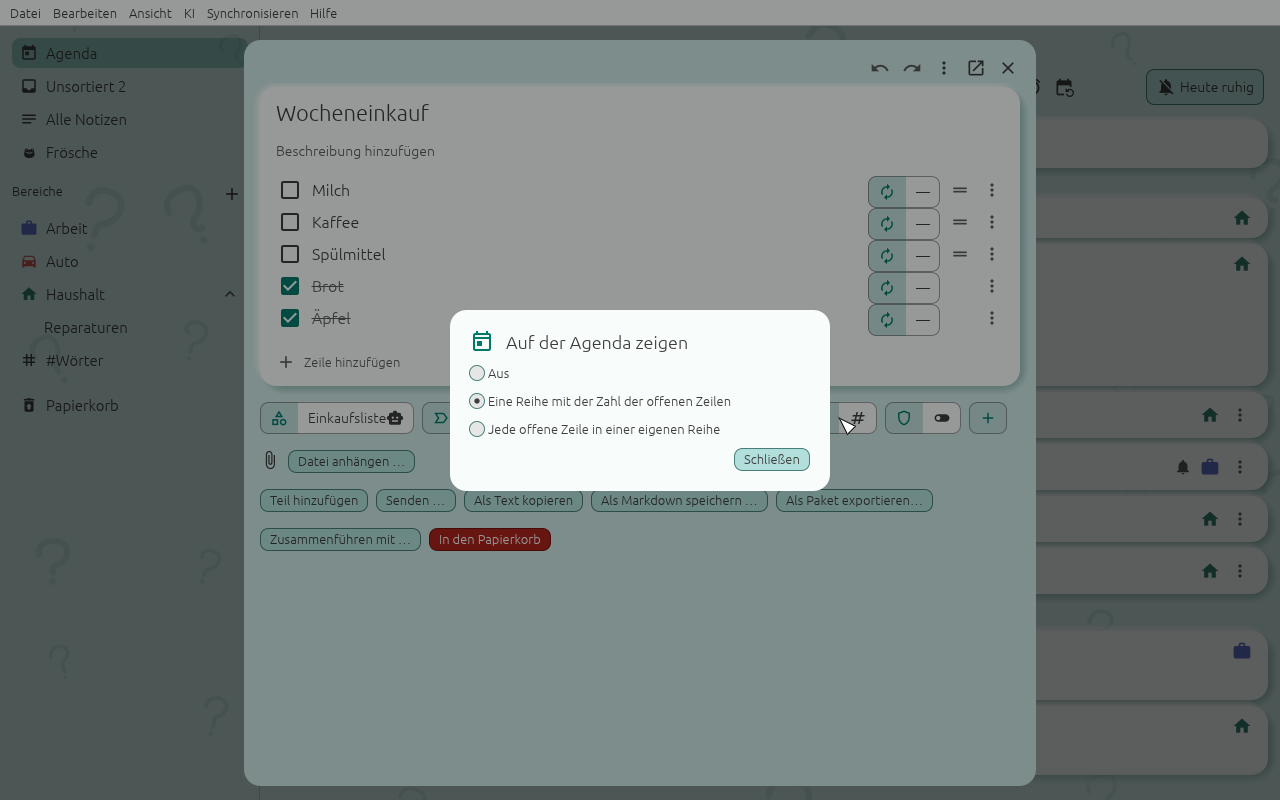 Datei Bearbeiten Ansicht KI Synchronisieren Hilfe
Agenda
Unsortiert 2
Alle Notizen
Frösche
Bereiche
Arbeit
Auto
Haushalt
Reparaturen
#Wörter
Papierkorb
Heute ruhig
Wocheneinkauf
Beschreibung hinzufügen
Milch
Kaffee
Spülmittel
Brot
Äpfel
Zeile hinzufügen
Auf der Agenda zeigen
Aus
Eine Reihe mit der Zahl der offenen Zeilen
Jede offene Zeile in einer eigenen Reihe
Schließen
Einkaufsliste
Datei anhängen …
Teil hinzufügen Senden … Als Text kopieren Als Markdown speichern … Als Paket exportieren…
Zusammenführen mit … In den Papierkorb